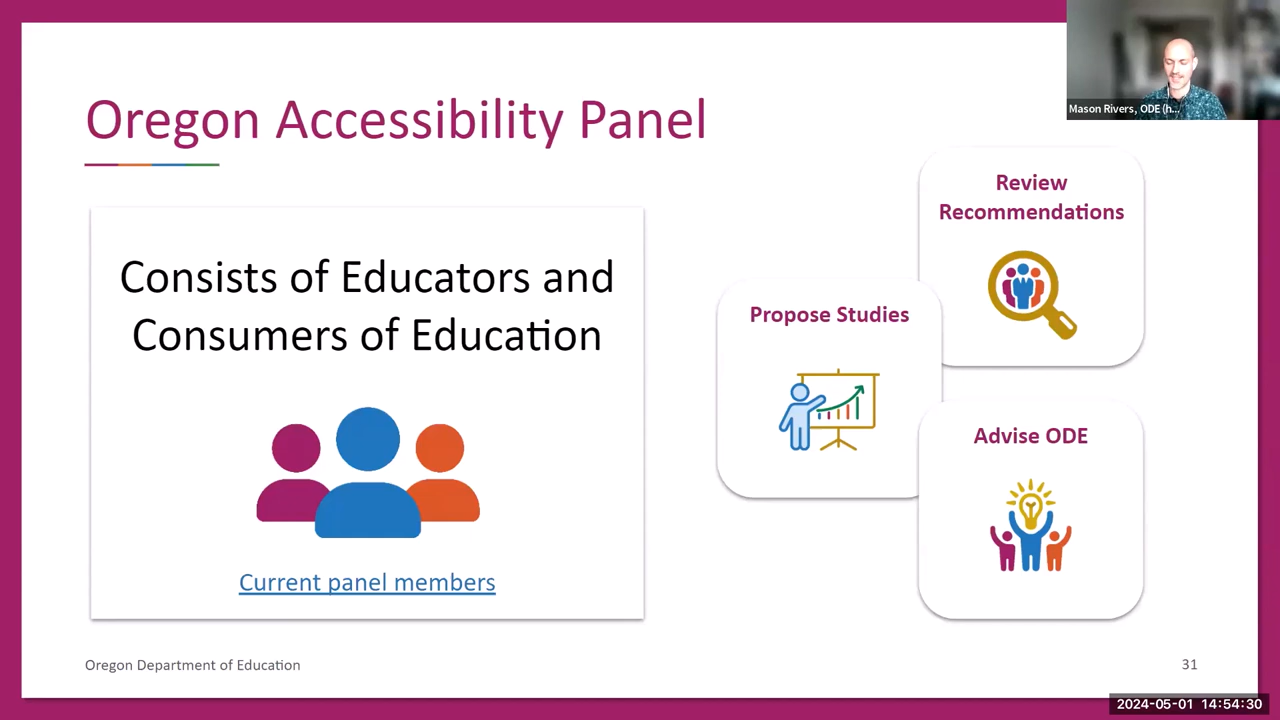 Oregon Accessibility Panel
Mason Rivers, ODE (h...
Consists of Educators and
Consumers of Education
Current panel members
Review
Recommendations
Propose Studies
Advise ODE
Oregon Department of Education
31
2024-05-01 14:54:30